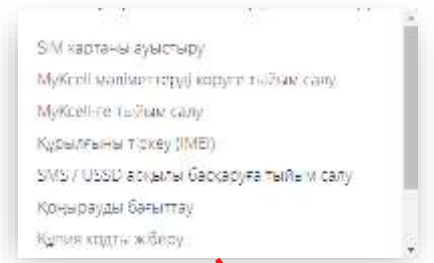 SIM картаны ауыстыру
MyKcell мәліметтерді көруге тыйым салу
MyKcell-ге тыйым салу
Құрылғыны тіркеу (IMEI)
SMS / USSD арқылы басқаруға тыйым салу
Қоңырауды бағыттау
Құпия кодты жіберу